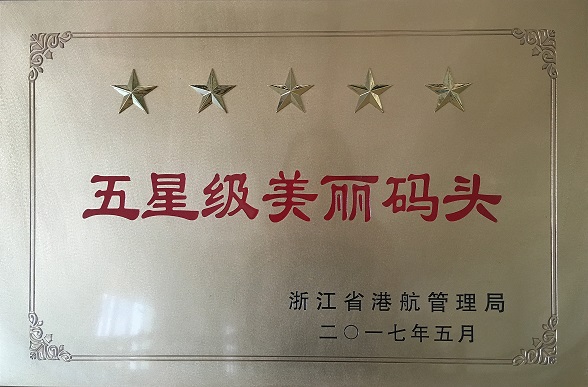 五星级美丽码头
浙江省港航管理局
二〇一七年五月